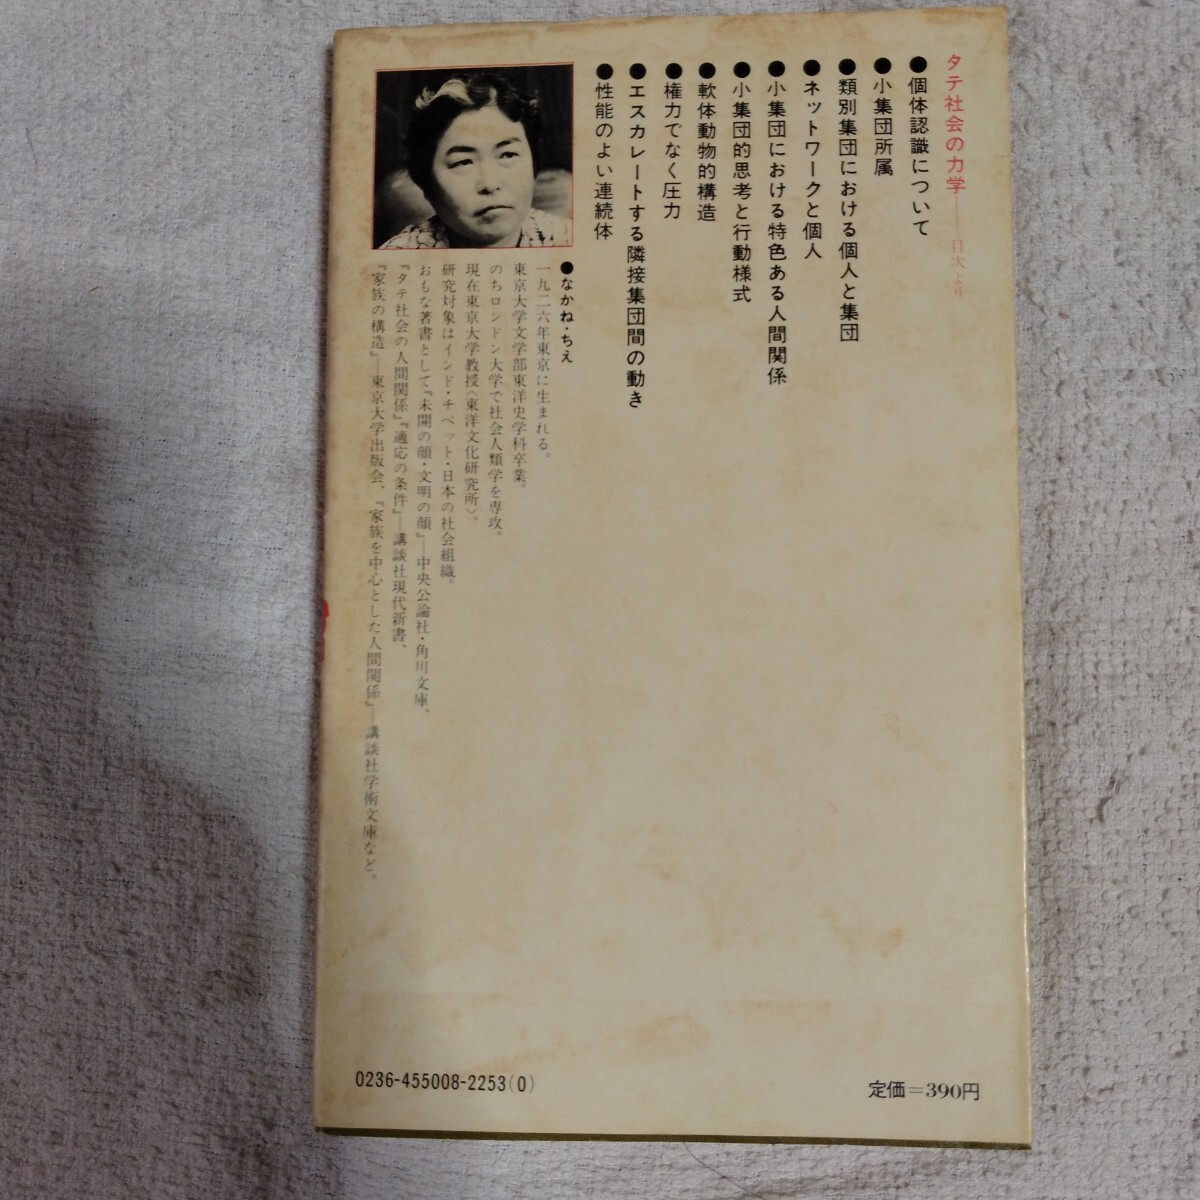 タテ社会の力学――目次より
●個体認識について
●小集団所属
●類別集団における個人と集団
●ネットワークと個人
●小集団における特色ある人間関係
●小集団的思考と行動様式
●軟体動物的構造
●権力でなく圧力
●エスカレートする隣接集団間の動き
●性能のよい連続体
●なかね・ちえ
一九二六年東京に生まれる。
東京大学文学部東洋史学科卒業。
のちロンドン大学で社会人類学を専攻。
現在東京大学教授〈東洋文化研究所〉。
研究対象はインド・チベット・日本の社会組織。
おもな著書として『未開の顔・文明の顔』―中央公論社・角川文庫、
『タテ社会の人間関係』『適応の条件』―講談社現代新書、
『家族の構造』―東京大学出版会、『家族を中心とした人間関係』―講談社学術文庫など。
0236-455008-2253(0)
定価＝390円